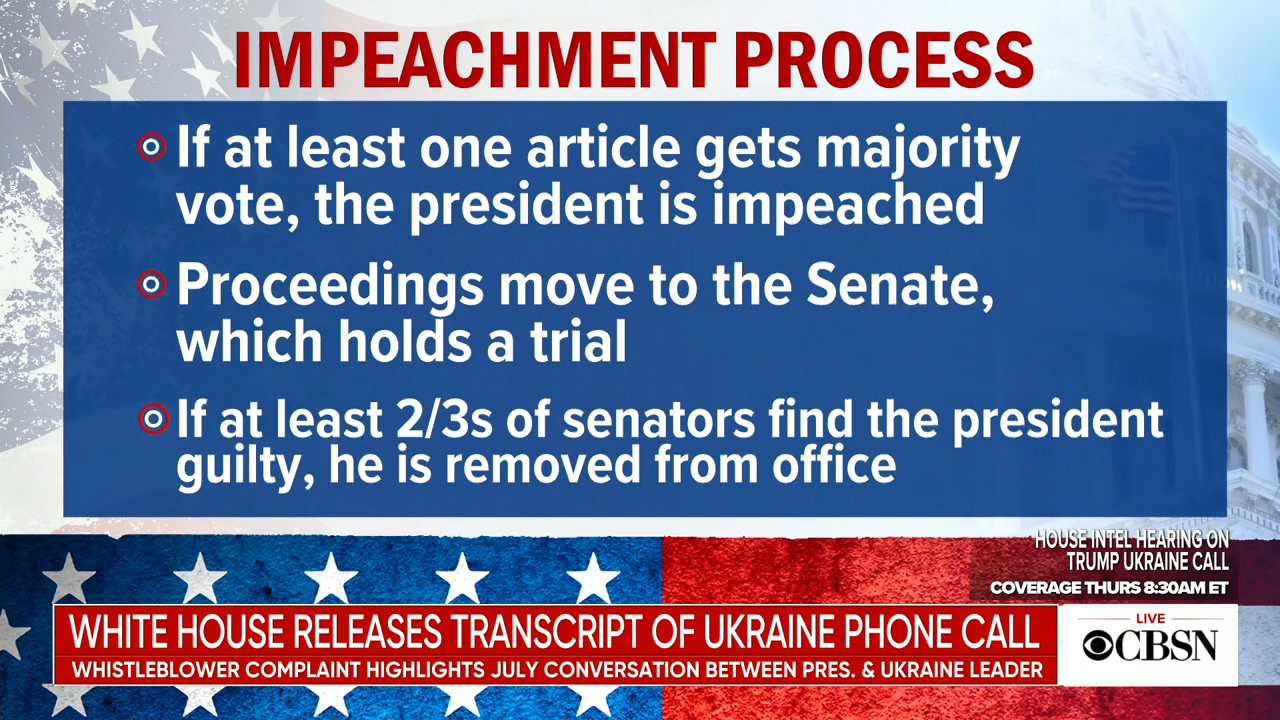 IMPEACHMENT PROCESS
If at least one article gets majority
vote, the president is impeached
Proceedings move to the Senate,
which holds a trial
If at least 2/3s of senators find the president
guilty, he is removed from office
HOUSE INTEL HEARING ON
TRUMP UKRAINE CALL
COVERAGE THURS 8:30AM ET
WHITE HOUSE RELEASES TRANSCRIPT OF UKRAINE PHONE CALL
WHISTLEBLOWER COMPLAINT HIGHLIGHTS JULY CONVERSATION BETWEEN PRES. & UKRAINE LEADER
LIVE
CBSN